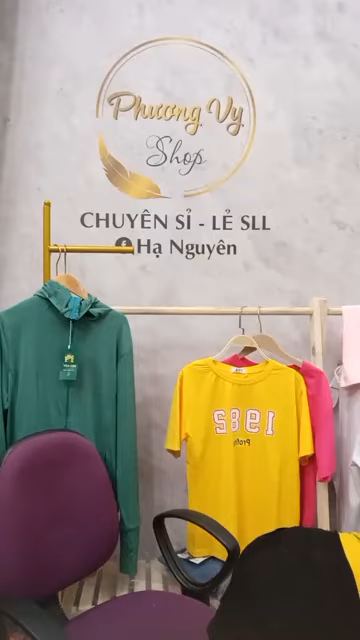 Phương Vy
Shop
CHUYÊN SỈ - LẺ SLL
Hạ Nguyên
1982